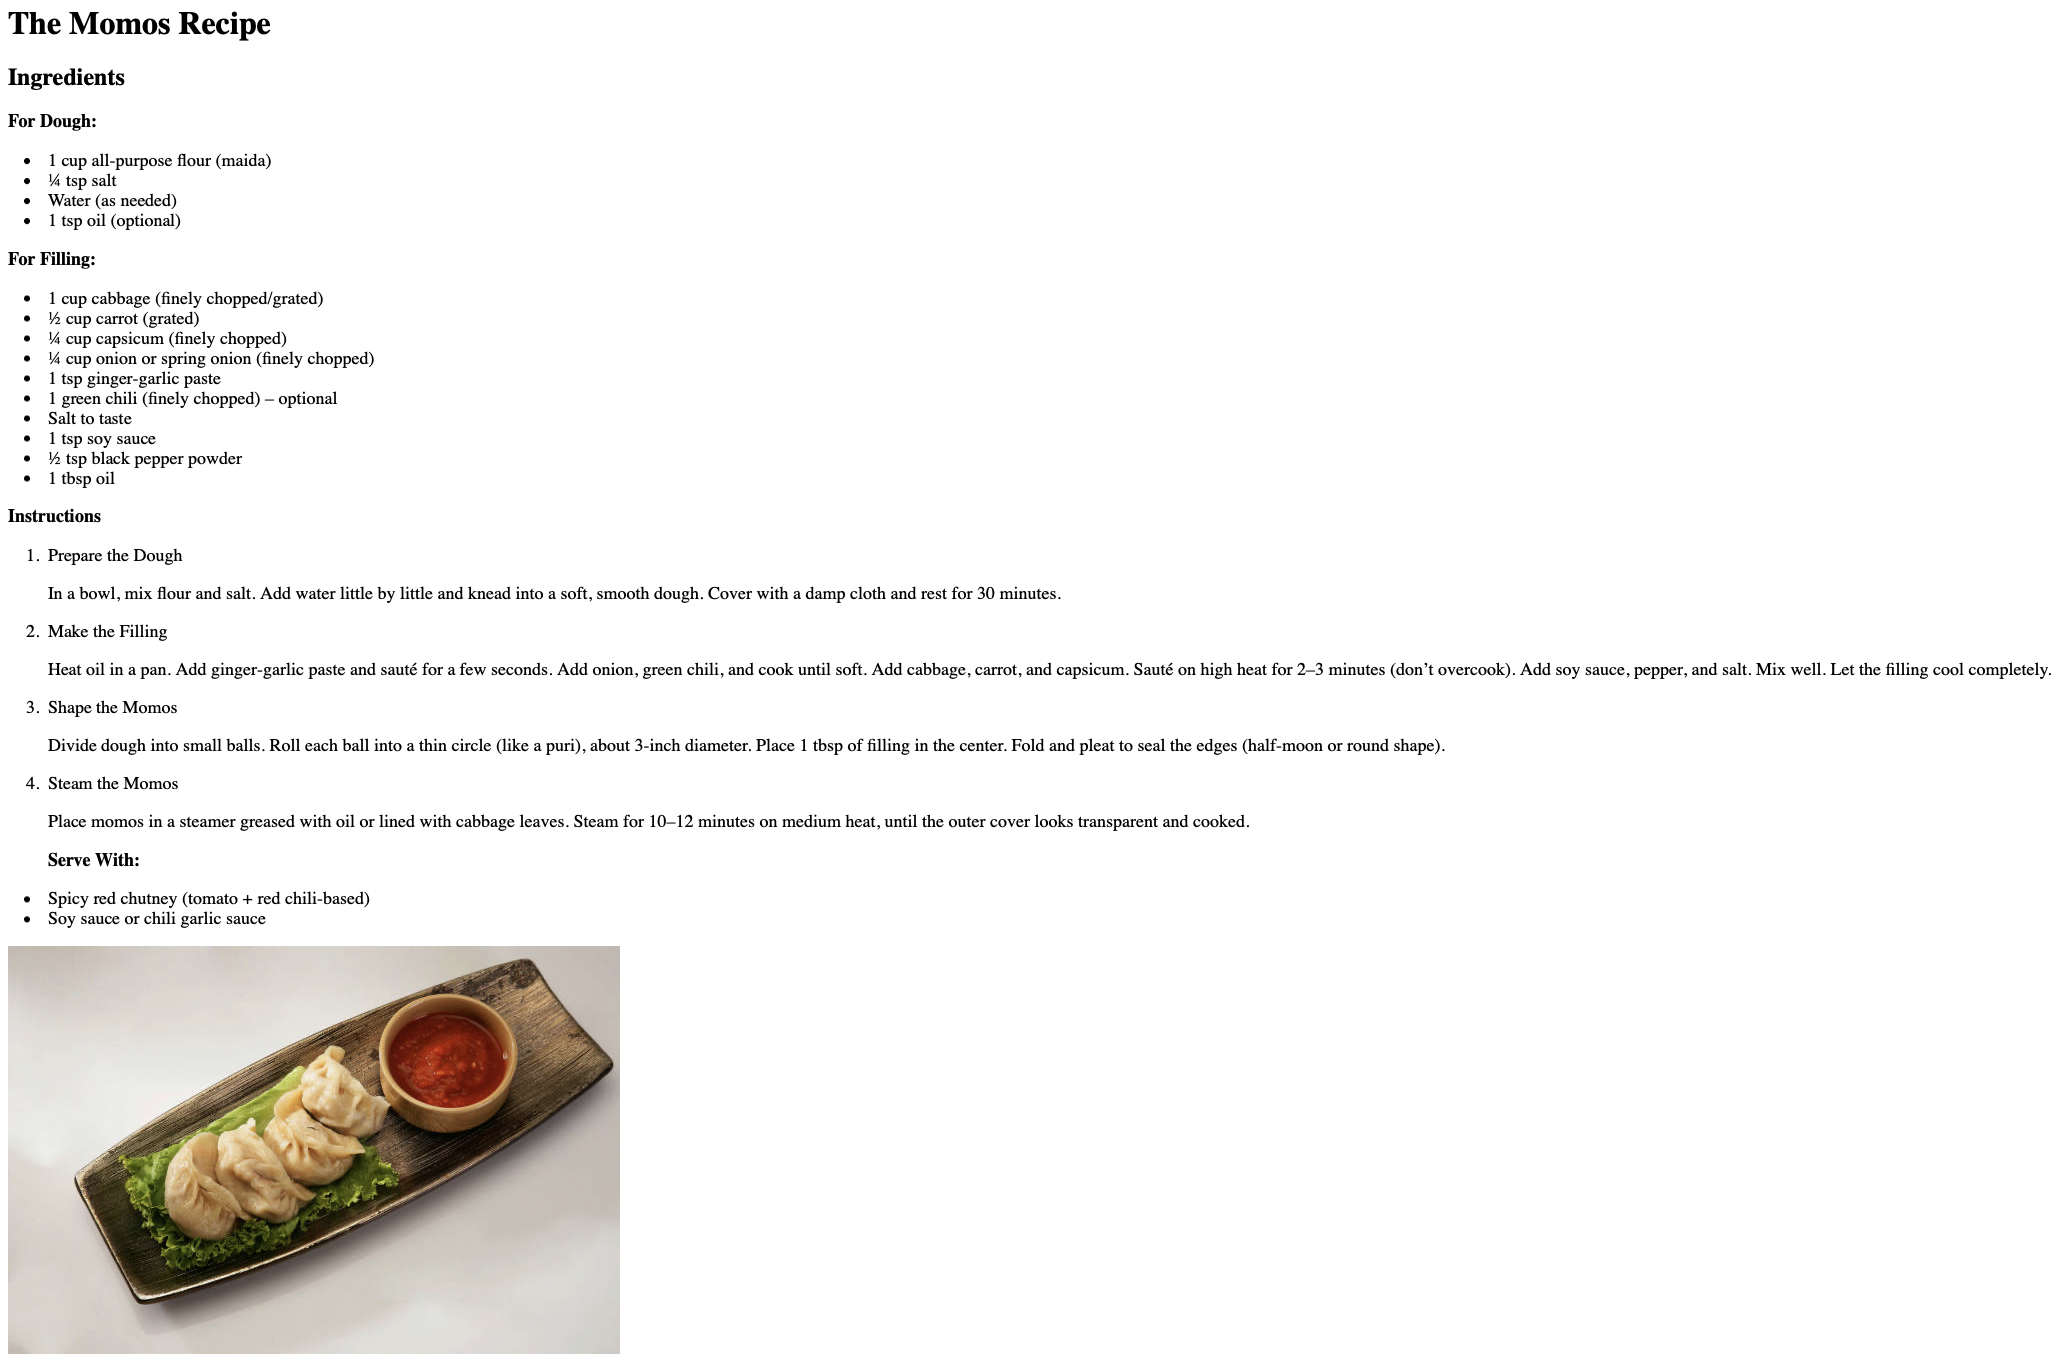 The Momos Recipe
Ingredients
For Dough:
• 1 cup all-purpose flour (maida)
• ¼ tsp salt
• Water (as needed)
• 1 tsp oil (optional)
For Filling:
• 1 cup cabbage (finely chopped/grated)
• ½ cup carrot (grated)
• ¼ cup capsicum (finely chopped)
• ¼ cup onion or spring onion (finely chopped)
• 1 tsp ginger-garlic paste
• 1 green chili (finely chopped) – optional
• Salt to taste
• 1 tsp soy sauce
• ½ tsp black pepper powder
• 1 tbsp oil
Instructions
1. Prepare the Dough
In a bowl, mix flour and salt. Add water little by little and knead into a soft, smooth dough. Cover with a damp cloth and rest for 30 minutes.
2. Make the Filling
Heat oil in a pan. Add ginger-garlic paste and sauté for a few seconds. Add onion, green chili, and cook until soft. Add cabbage, carrot, and capsicum. Sauté on high heat for 2–3 minutes (don’t overcook). Add soy sauce, pepper, and salt. Mix well. Let the filling cool completely.
3. Shape the Momos
Divide dough into small balls. Roll each ball into a thin circle (like a puri), about 3-inch diameter. Place 1 tbsp of filling in the center. Fold and pleat to seal the edges (half-moon or round shape).
4. Steam the Momos
Place momos in a steamer greased with oil or lined with cabbage leaves. Steam for 10–12 minutes on medium heat, until the outer cover looks transparent and cooked.
Serve With:
• Spicy red chutney (tomato + red chili-based)
• Soy sauce or chili garlic sauce